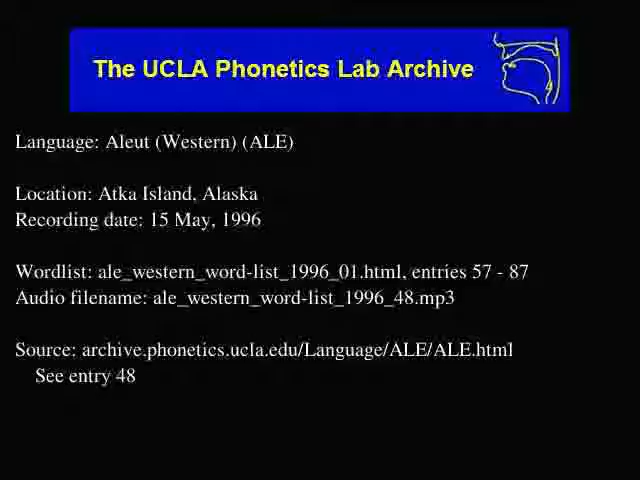 The UCLA Phonetics Lab Archive
Language: Aleut (Western) (ALE)
Location: Atka Island, Alaska
Recording date: 15 May, 1996
Wordlist: ale_western_word-list_1996_01.html, entries 57 - 87
Audio filename: ale_western_word-list_1996_48.mp3
Source: archive.phonetics.ucla.edu/Language/ALE/ALE.html
See entry 48